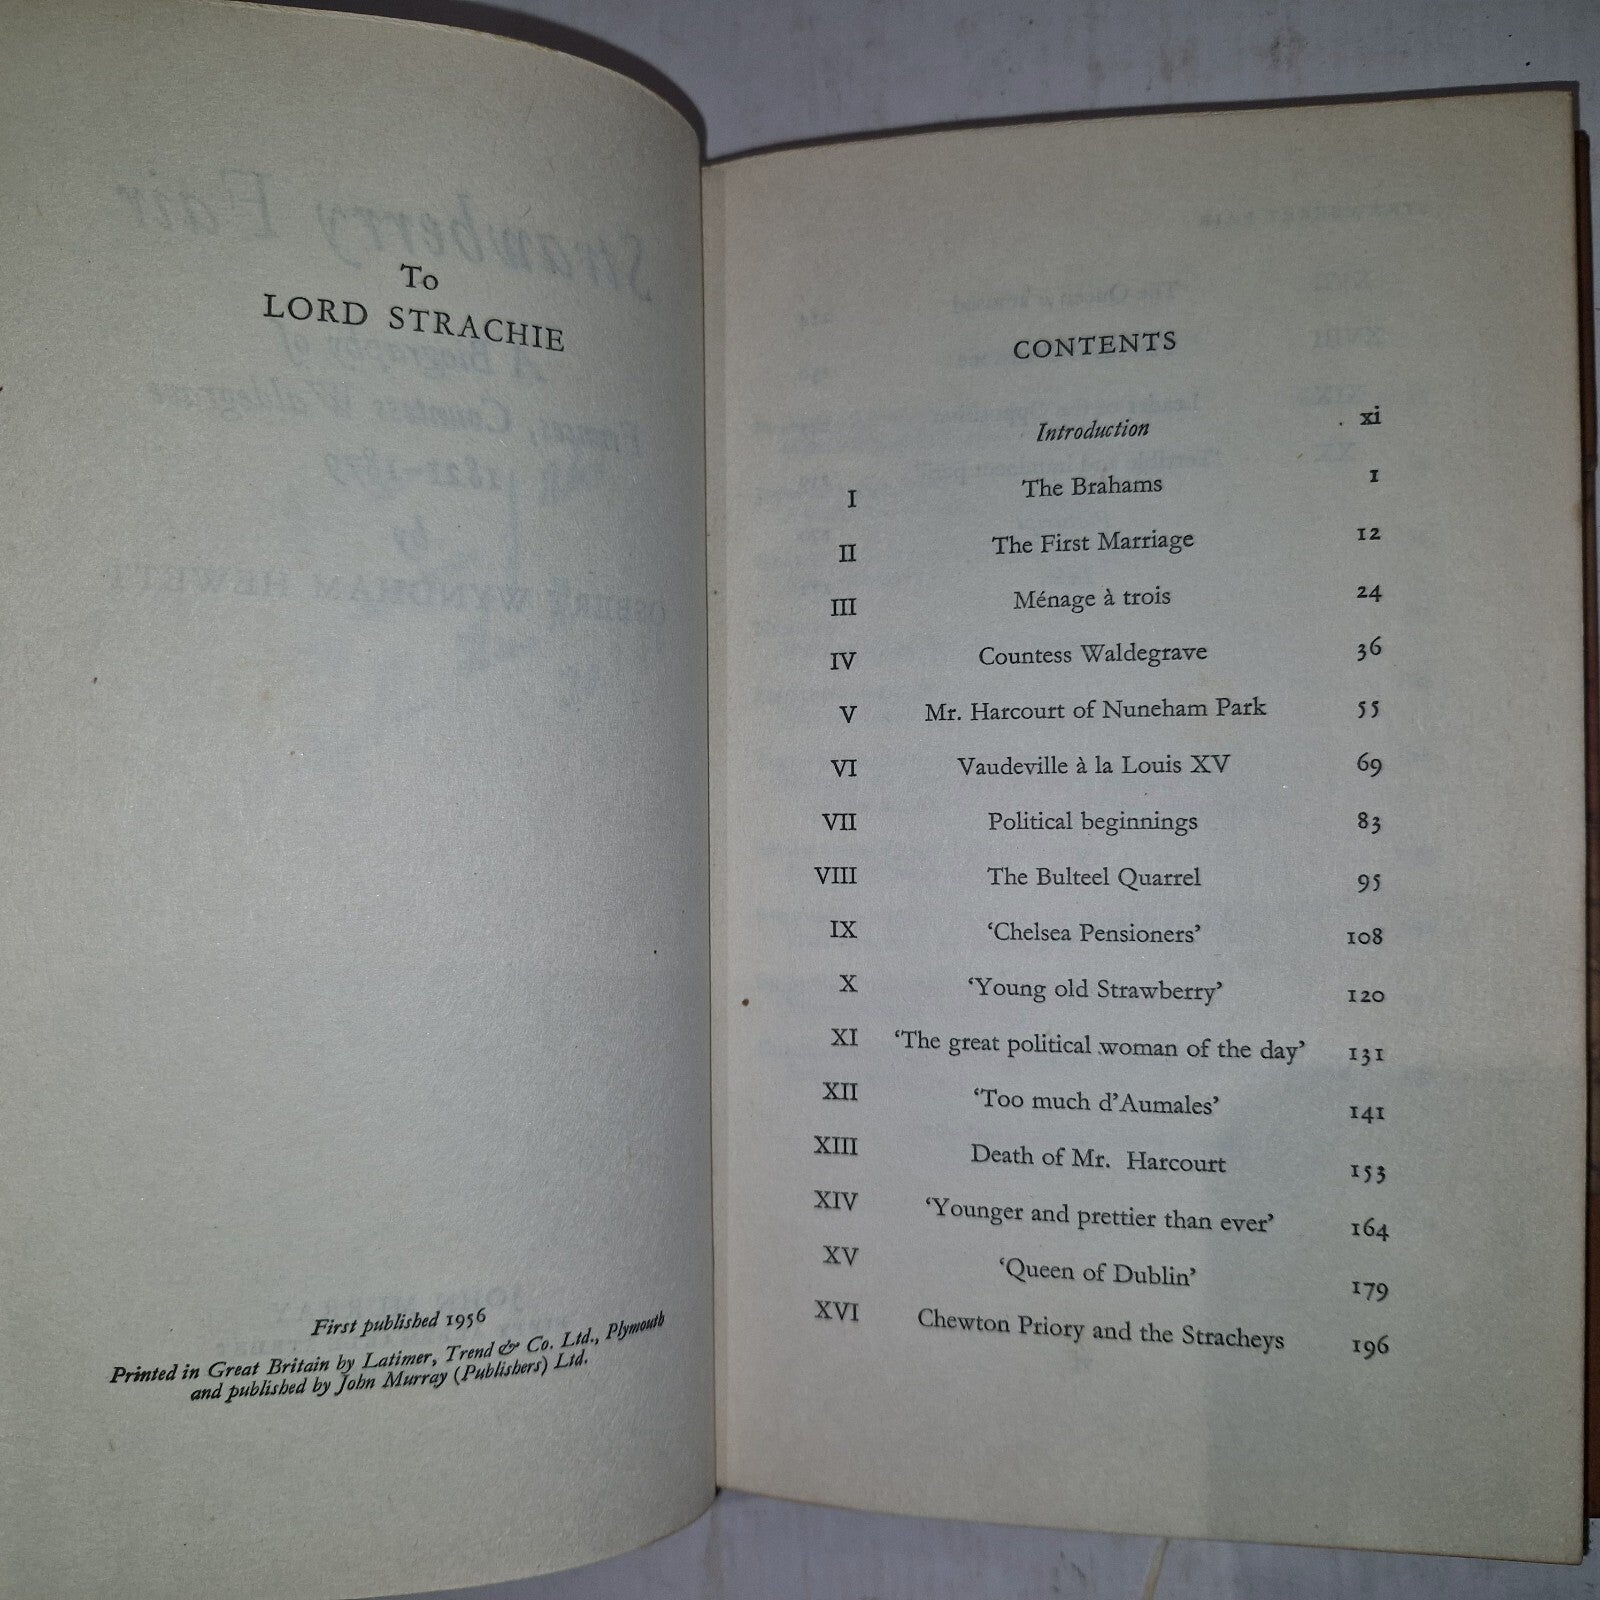 To
LORD STRACHIE
First published 1956
Printed in Great Britain by Latimer, Trend & Co. Ltd., Plymouth
and published by John Murray (Publishers) Ltd.
CONTENTS
Introduction xi
I The Brahams 1
II The First Marriage 12
III Ménage à trois 24
IV Countess Waldegrave 36
V Mr. Harcourt of Nuneham Park 55
VI Vaudeville à la Louis XV 69
VII Political beginnings 83
VIII The Bulteel Quarrel 95
IX ‘Chelsea Pensioners’ 108
X ‘Young old Strawberry’ 120
XI ‘The great political woman of the day’ 131
XII ‘Too much d’Aumales’ 141
XIII Death of Mr. Harcourt 153
XIV ‘Younger and prettier than ever’ 164
XV ‘Queen of Dublin’ 179
XVI Chewton Priory and the Stracheys 196